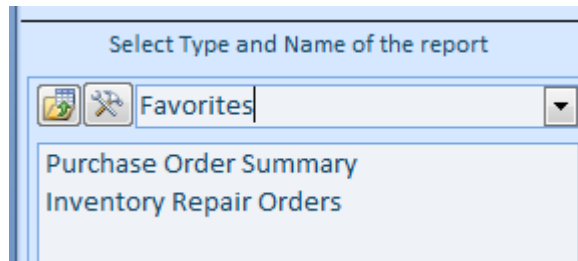 Select Type and Name of the report
Favorites
Purchase Order Summary
Inventory Repair Orders